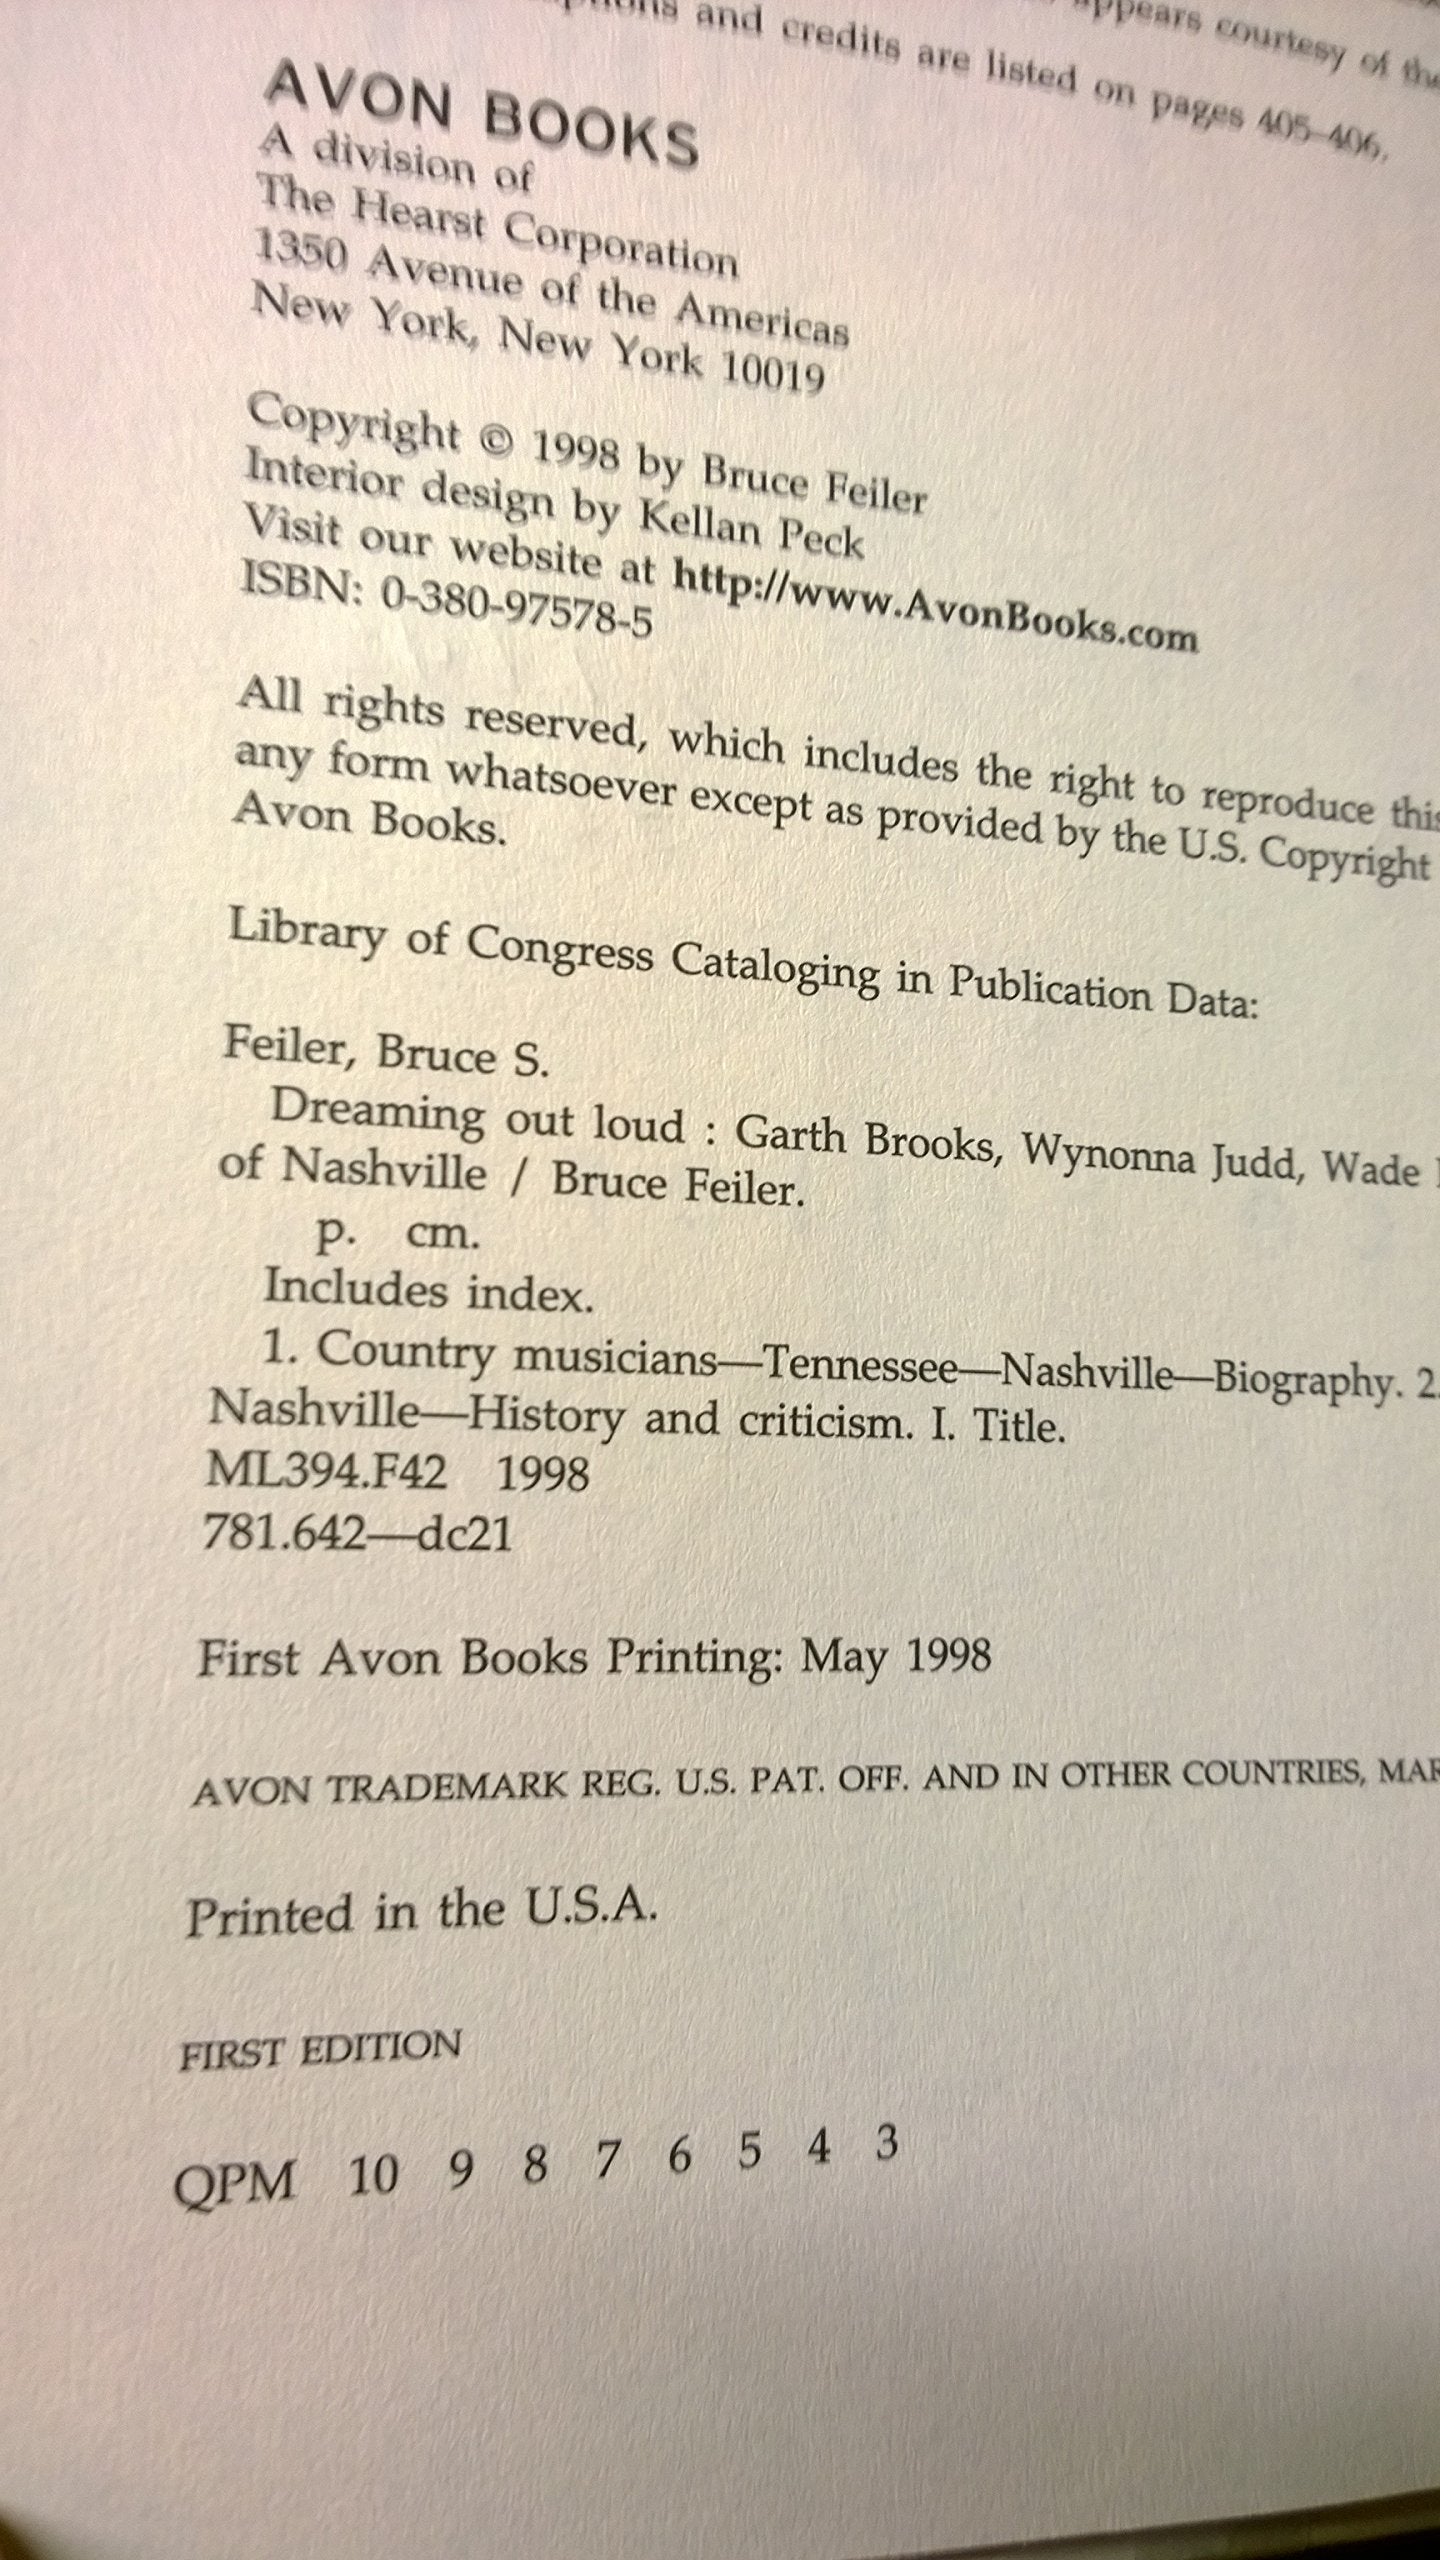 and credits are listed on pages 405–406.
appears courtesy of the
AVON BOOKS
A division of
The Hearst Corporation
1350 Avenue of the Americas
New York, New York 10019
Copyright © 1998 by Bruce Feiler
Interior design by Kellan Peck
Visit our website at http://www.AvonBooks.com
ISBN: 0-380-97578-5
All rights reserved, which includes the right to reproduce this
any form whatsoever except as provided by the U.S. Copyright
Avon Books.
Library of Congress Cataloging in Publication Data:
Feiler, Bruce S.
Dreaming out loud : Garth Brooks, Wynonna Judd, Wade
of Nashville / Bruce Feiler.
p. cm.
Includes index.
1. Country musicians—Tennessee—Nashville—Biography. 2.
Nashville—History and criticism. I. Title.
ML394.F42 1998
781.642—dc21
First Avon Books Printing: May 1998
AVON TRADEMARK REG. U.S. PAT. OFF. AND IN OTHER COUNTRIES, MAR
Printed in the U.S.A.
FIRST EDITION
QPM 10 9 8 7 6 5 4 3